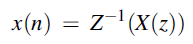 x(n) = Z⁻¹(X(z))